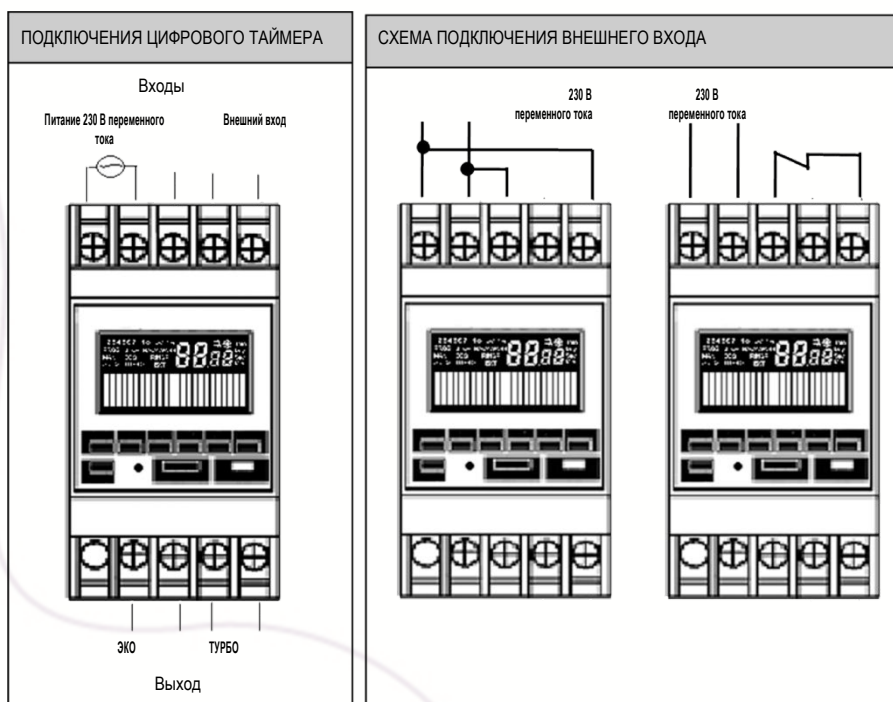 ПОДКЛЮЧЕНИЯ ЦИФРОВОГО ТАЙМЕРА
Входы
Питание 230 В переменного
тока
Внешний вход
ЭКО
ТУРБО
Выход
СХЕМА ПОДКЛЮЧЕНИЯ ВНЕШНЕГО ВХОДА
230 В
переменного тока
230 В
переменного тока